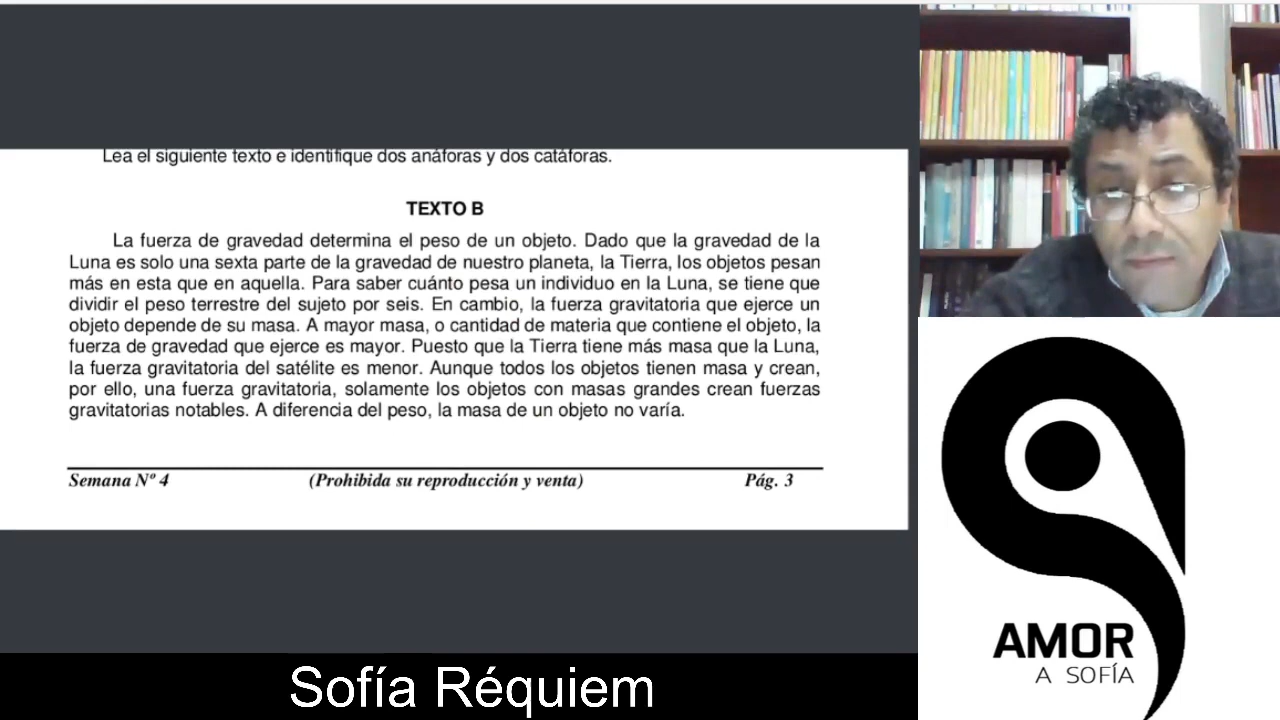 Lea el siguiente texto e identifique dos anáforas y dos catáforas.
TEXTO B
La fuerza de gravedad determina el peso de un objeto. Dado que la gravedad de la
Luna es solo una sexta parte de la gravedad de nuestro planeta, la Tierra, los objetos pesan
más en esta que en aquella. Para saber cuánto pesa un individuo en la Luna, se tiene que
dividir el peso terrestre del sujeto por seis. En cambio, la fuerza gravitatoria que ejerce un
objeto depende de su masa. A mayor masa, o cantidad de materia que contiene el objeto, la
fuerza de gravedad que ejerce es mayor. Puesto que la Tierra tiene más masa que la Luna,
la fuerza gravitatoria del satélite es menor. Aunque todos los objetos tienen masa y crean,
por ello, una fuerza gravitatoria, solamente los objetos con masas grandes crean fuerzas
gravitatorias notables. A diferencia del peso, la masa de un objeto no varía.
Semana Nº 4 (Prohibida su reproducción y venta) Pág. 3
AMOR
A SOFÍA
Sofía Réquiem